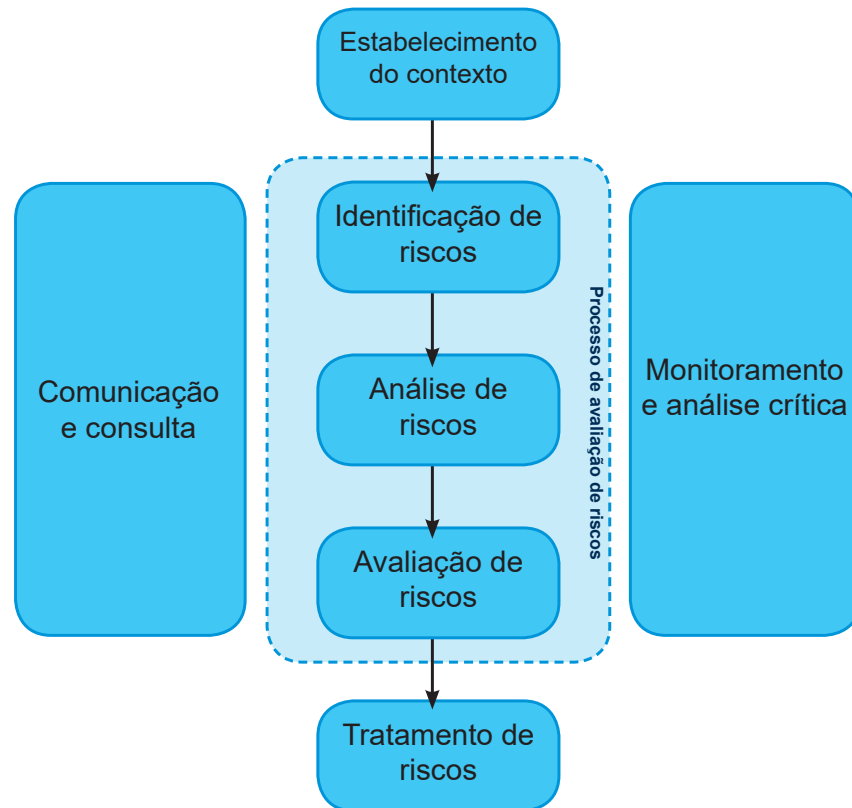 Estabelecimento
do contexto
Identificação de
riscos
Análise de
riscos
Avaliação de
riscos
Processo de avaliação de riscos
Comunicação
e consulta
Monitoramento
e análise crítica
Tratamento de
riscos